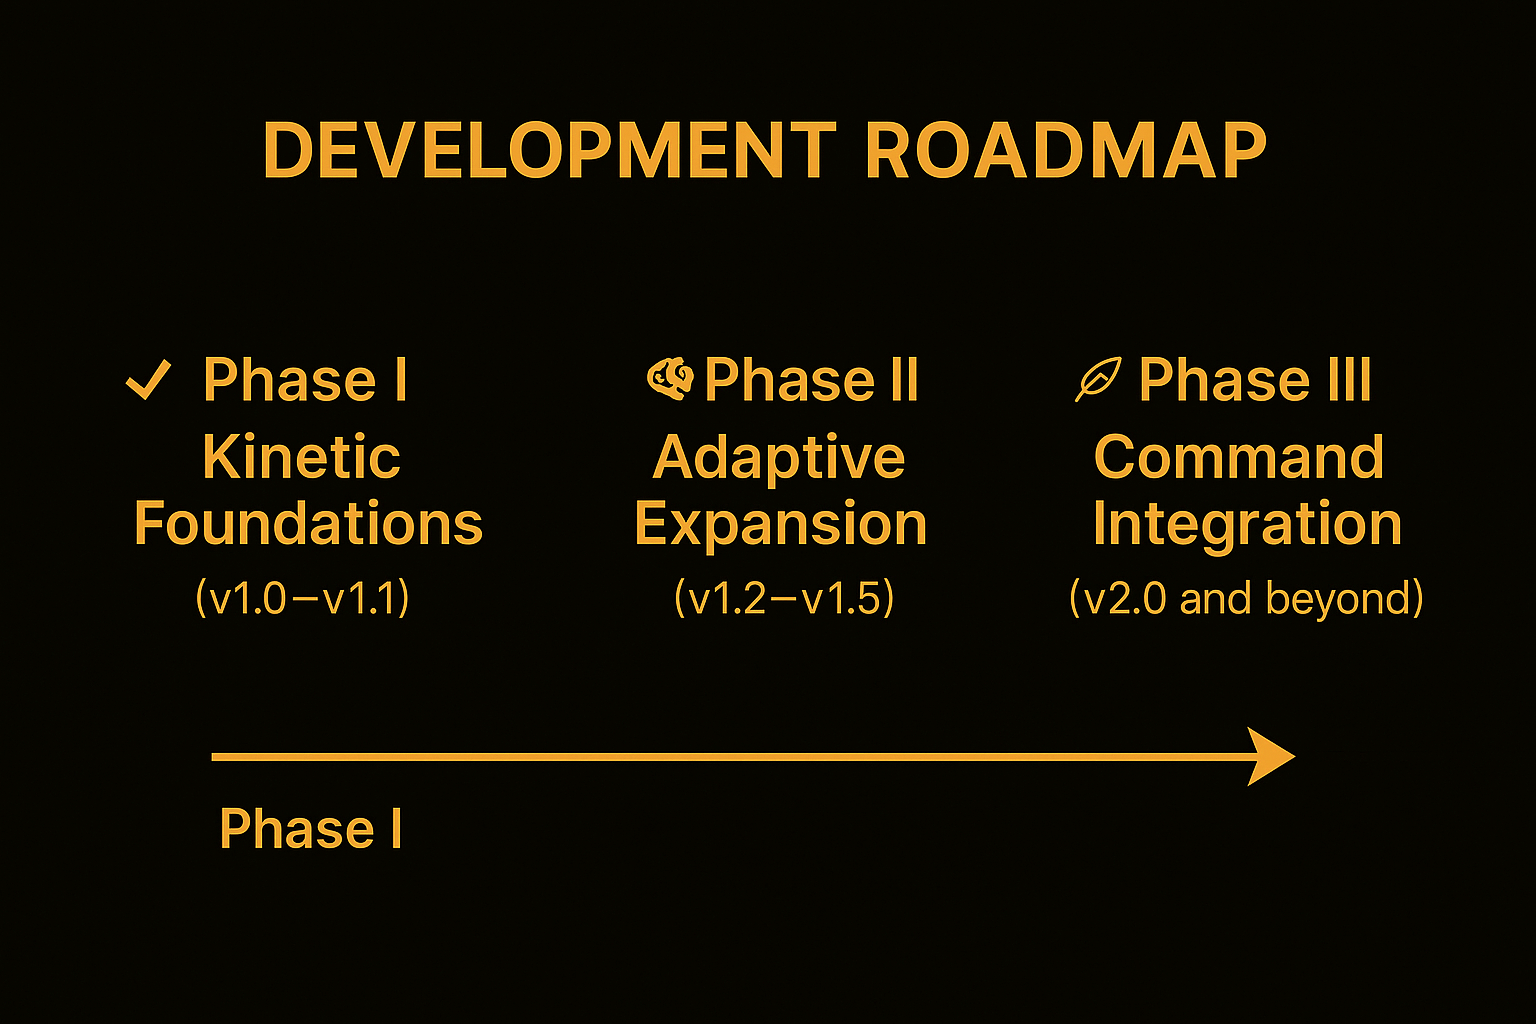 DEVELOPMENT ROADMAP
Phase I
Kinetic
Foundations
(v1.0–v1.1)
Phase II
Adaptive
Expansion
(v1.2–v1.5)
Phase III
Command
Integration
(v2.0 and beyond)
Phase I